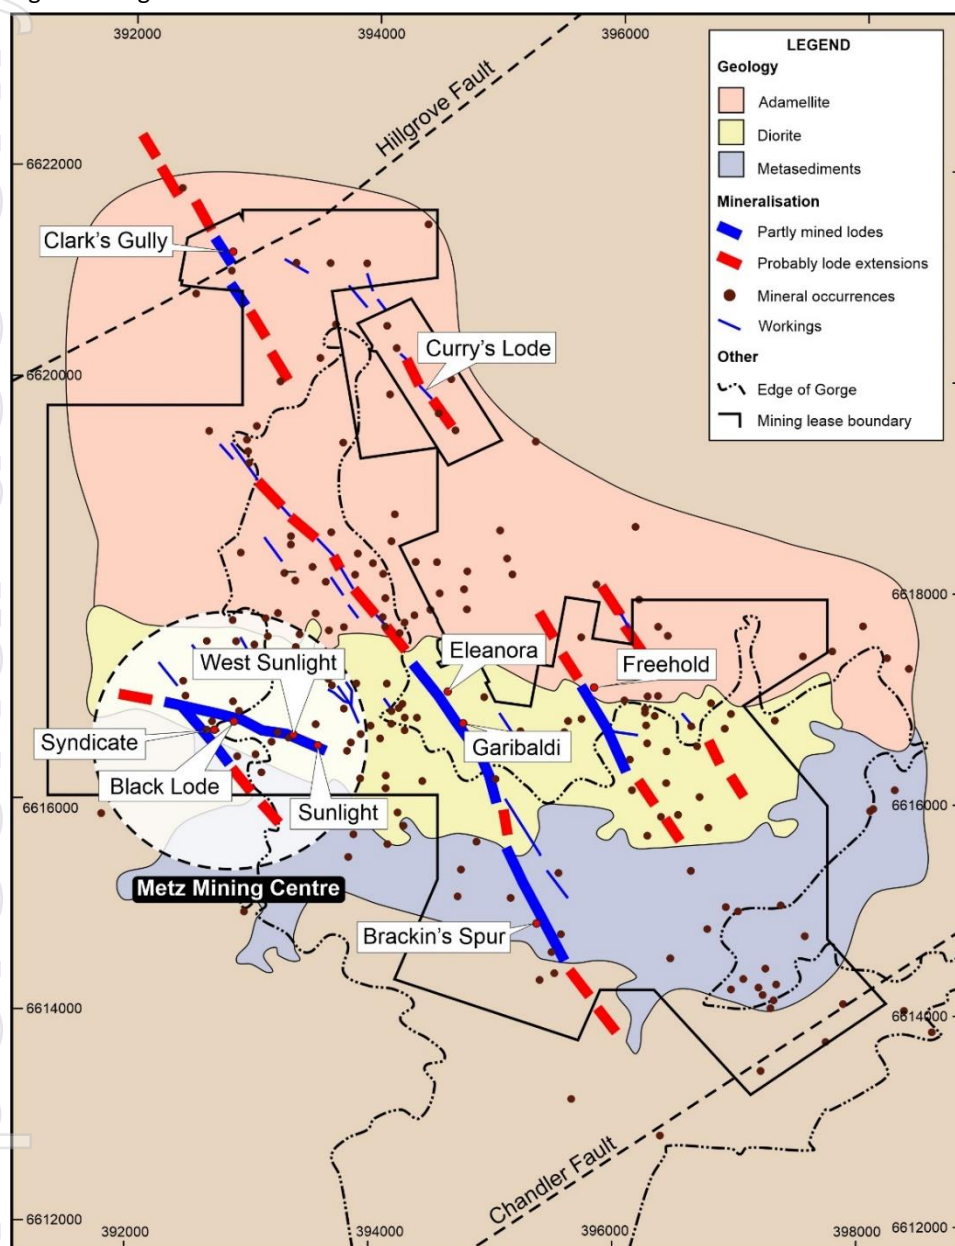 392000
394000
396000
LEGEND
Geology
Adamellite
Diorite
Metasediments
Mineralisation
Partly mined lodes
Probably lode extensions
Mineral occurrences
Workings
Other
Edge of Gorge
Mining lease boundary
Hillgrove Fault
6622000
Clark's Gully
Curry's Lode
6620000
6618000
Eleanora
West Sunlight
Freehold
Syndicate
Garibaldi
Black Lode
Sunlight
6616000
6616000
Metz Mining Centre
Brackin's Spur
6614000
6614000
Chandler Fault
6612000
392000
394000
396000
398000
6612000